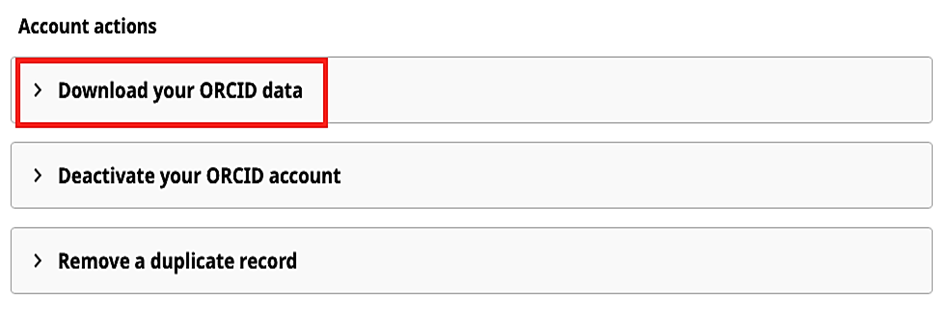 Account actions
Download your ORCID data
Deactivate your ORCID account
Remove a duplicate record